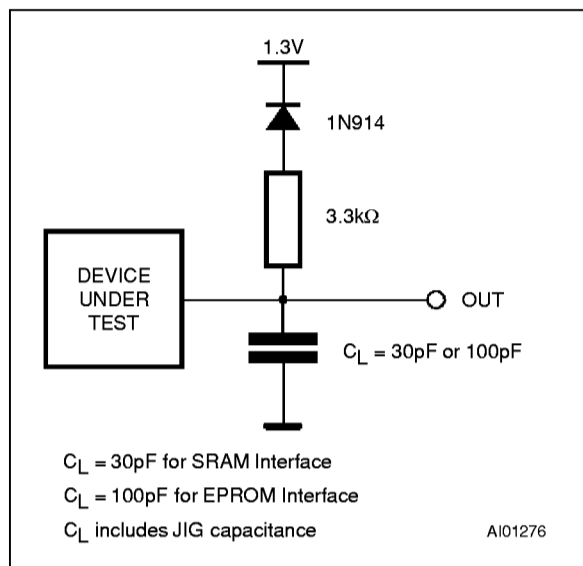 1.3V
1N914
3.3kΩ
DEVICE
UNDER
TEST
OUT
CL = 30pF or 100pF
CL = 30pF for SRAM Interface
CL = 100pF for EPROM Interface
CL includes JIG capacitance
AI01276